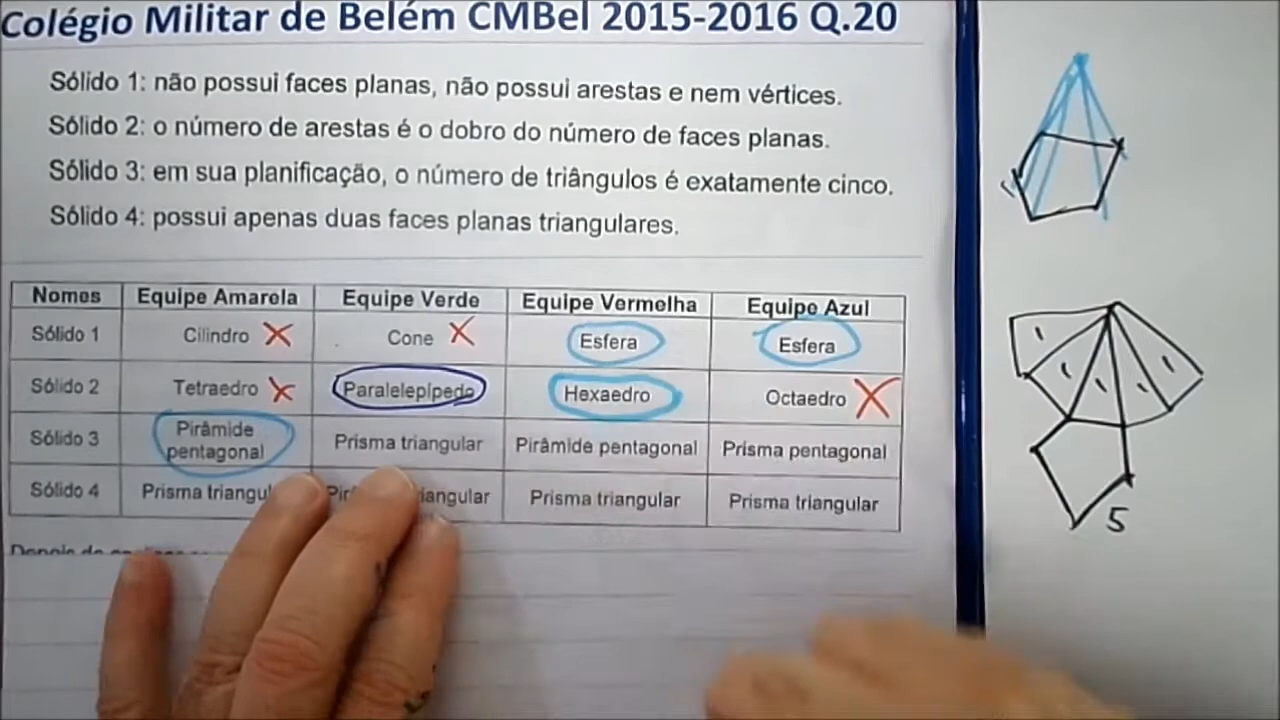 Colégio Militar de Belém CMBel 2015-2016 Q.20
Sólido 1: não possui faces planas, não possui arestas e nem vértices.
Sólido 2: o número de arestas é o dobro do número de faces planas.
Sólido 3: em sua planificação, o número de triângulos é exatamente cinco.
Sólido 4: possui apenas duas faces planas triangulares.
Nomes Equipe Amarela Equipe Verde Equipe Vermelha Equipe Azul
Sólido 1 Cilindro Cone Esfera Esfera
Sólido 2 Tetraedro Paralelepípedo Hexaedro Octaedro
Sólido 3 Pirâmide pentagonal Prisma triangular Pirâmide pentagonal Prisma pentagonal
Sólido 4 Prisma Prisma triangular Prisma triangular
5